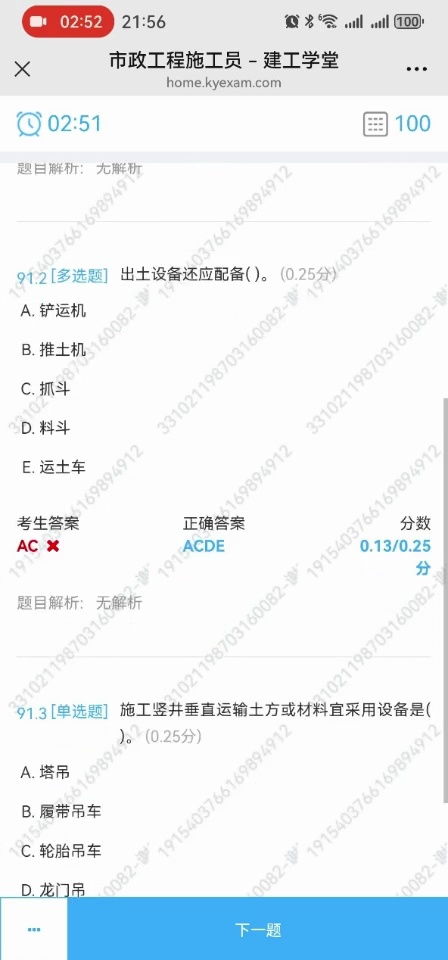 02:52 21:56 6 100
市政工程施工员 – 建工学堂
home.kyexam.com
02:51 100
题目解析: 无解析
91.2 [多选题] 出土设备还应配备( )。 (0.25分)
A. 铲运机
B. 推土机
C. 抓斗
D. 料斗
E. 运土车
考生答案 正确答案 分数
AC ACDE 0.13/0.25
分
题目解析: 无解析
91.3 [单选题] 施工竖井垂直运输土方或材料宜采用设备是(
)。 (0.25分)
A. 塔吊
B. 履带吊车
C. 轮胎吊车
D. 龙门吊
下一题